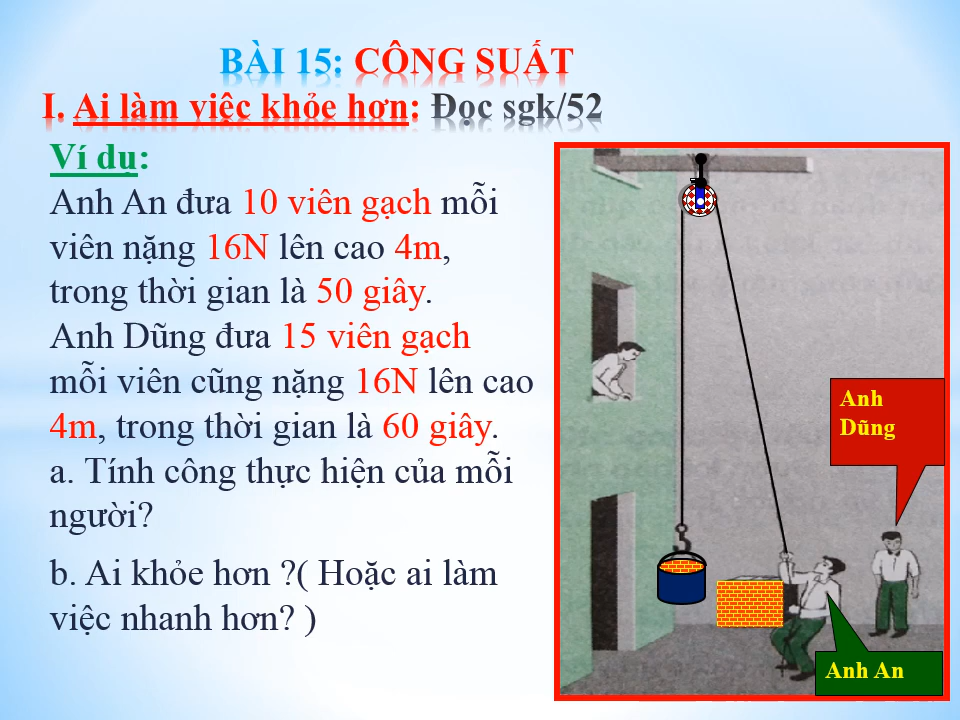 BÀI 15: CÔNG SUẤT
I. Ai làm việc khỏe hơn: Đọc sgk/52
Ví dụ:
Anh An đưa 10 viên gạch mỗi
viên nặng 16N lên cao 4m,
trong thời gian là 50 giây.
Anh Dũng đưa 15 viên gạch
mỗi viên cũng nặng 16N lên cao
4m, trong thời gian là 60 giây.
a. Tính công thực hiện của mỗi
người?
b. Ai khỏe hơn ?( Hoặc ai làm
việc nhanh hơn? )
Anh
Dũng
Anh An